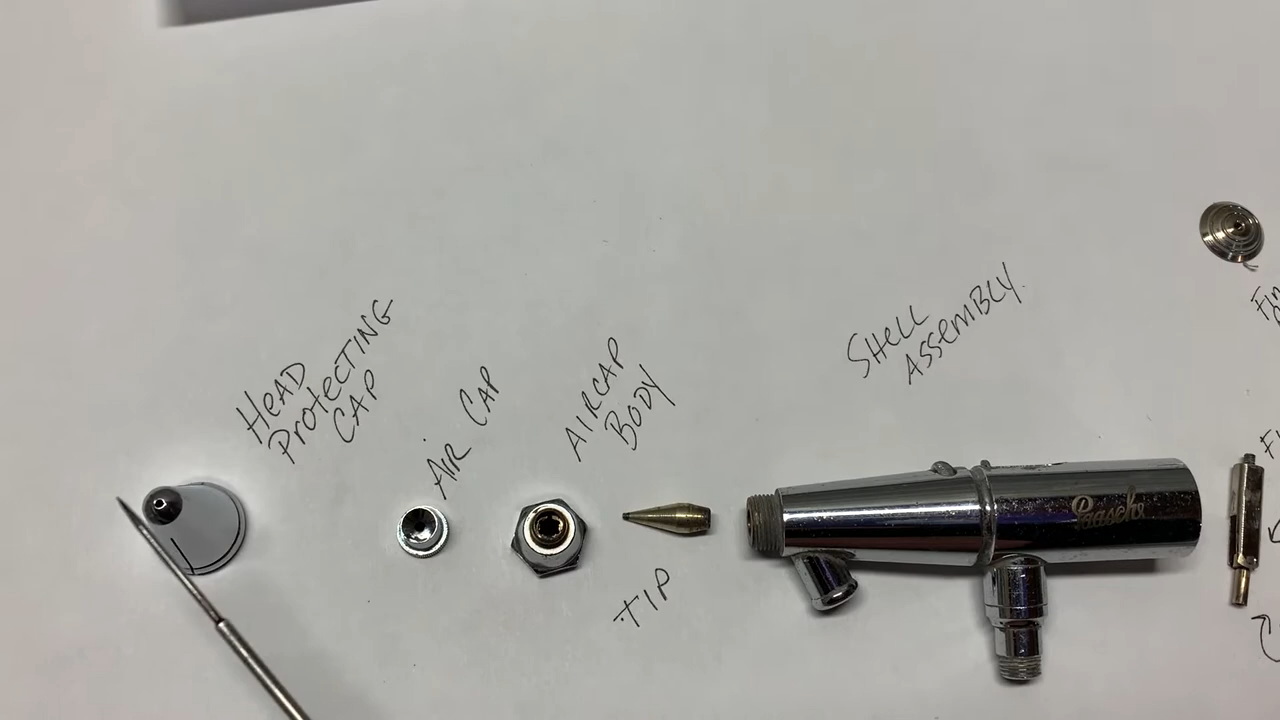 HEAD
PROTECTING
CAP
AIR CAP
AIRCAP
BODY
TIP
SHELL
ASSEMBLY.
Paasche